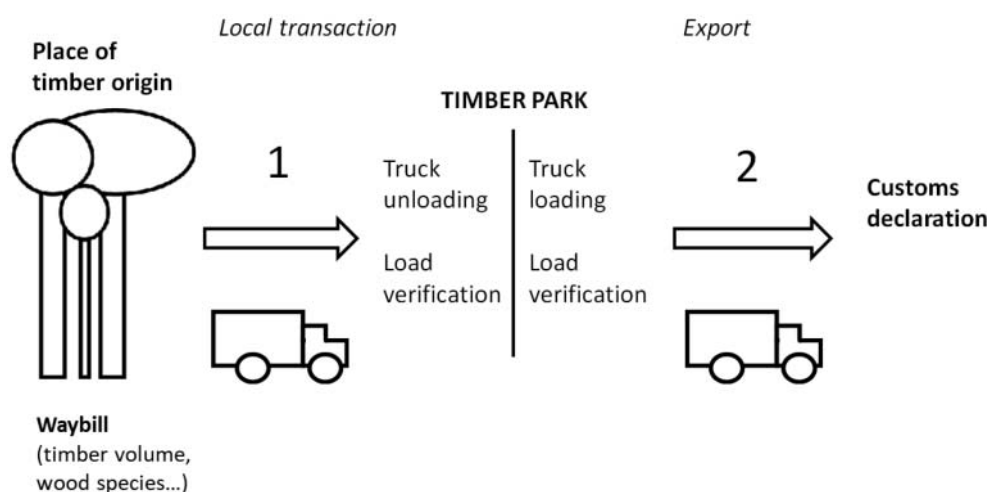 Local transaction
Export
Place of
timber origin
TIMBER PARK
1
Truck
unloading
Load
verification
Truck
loading
Load
verification
2
Customs
declaration
Waybill
(timber volume,
wood species...)